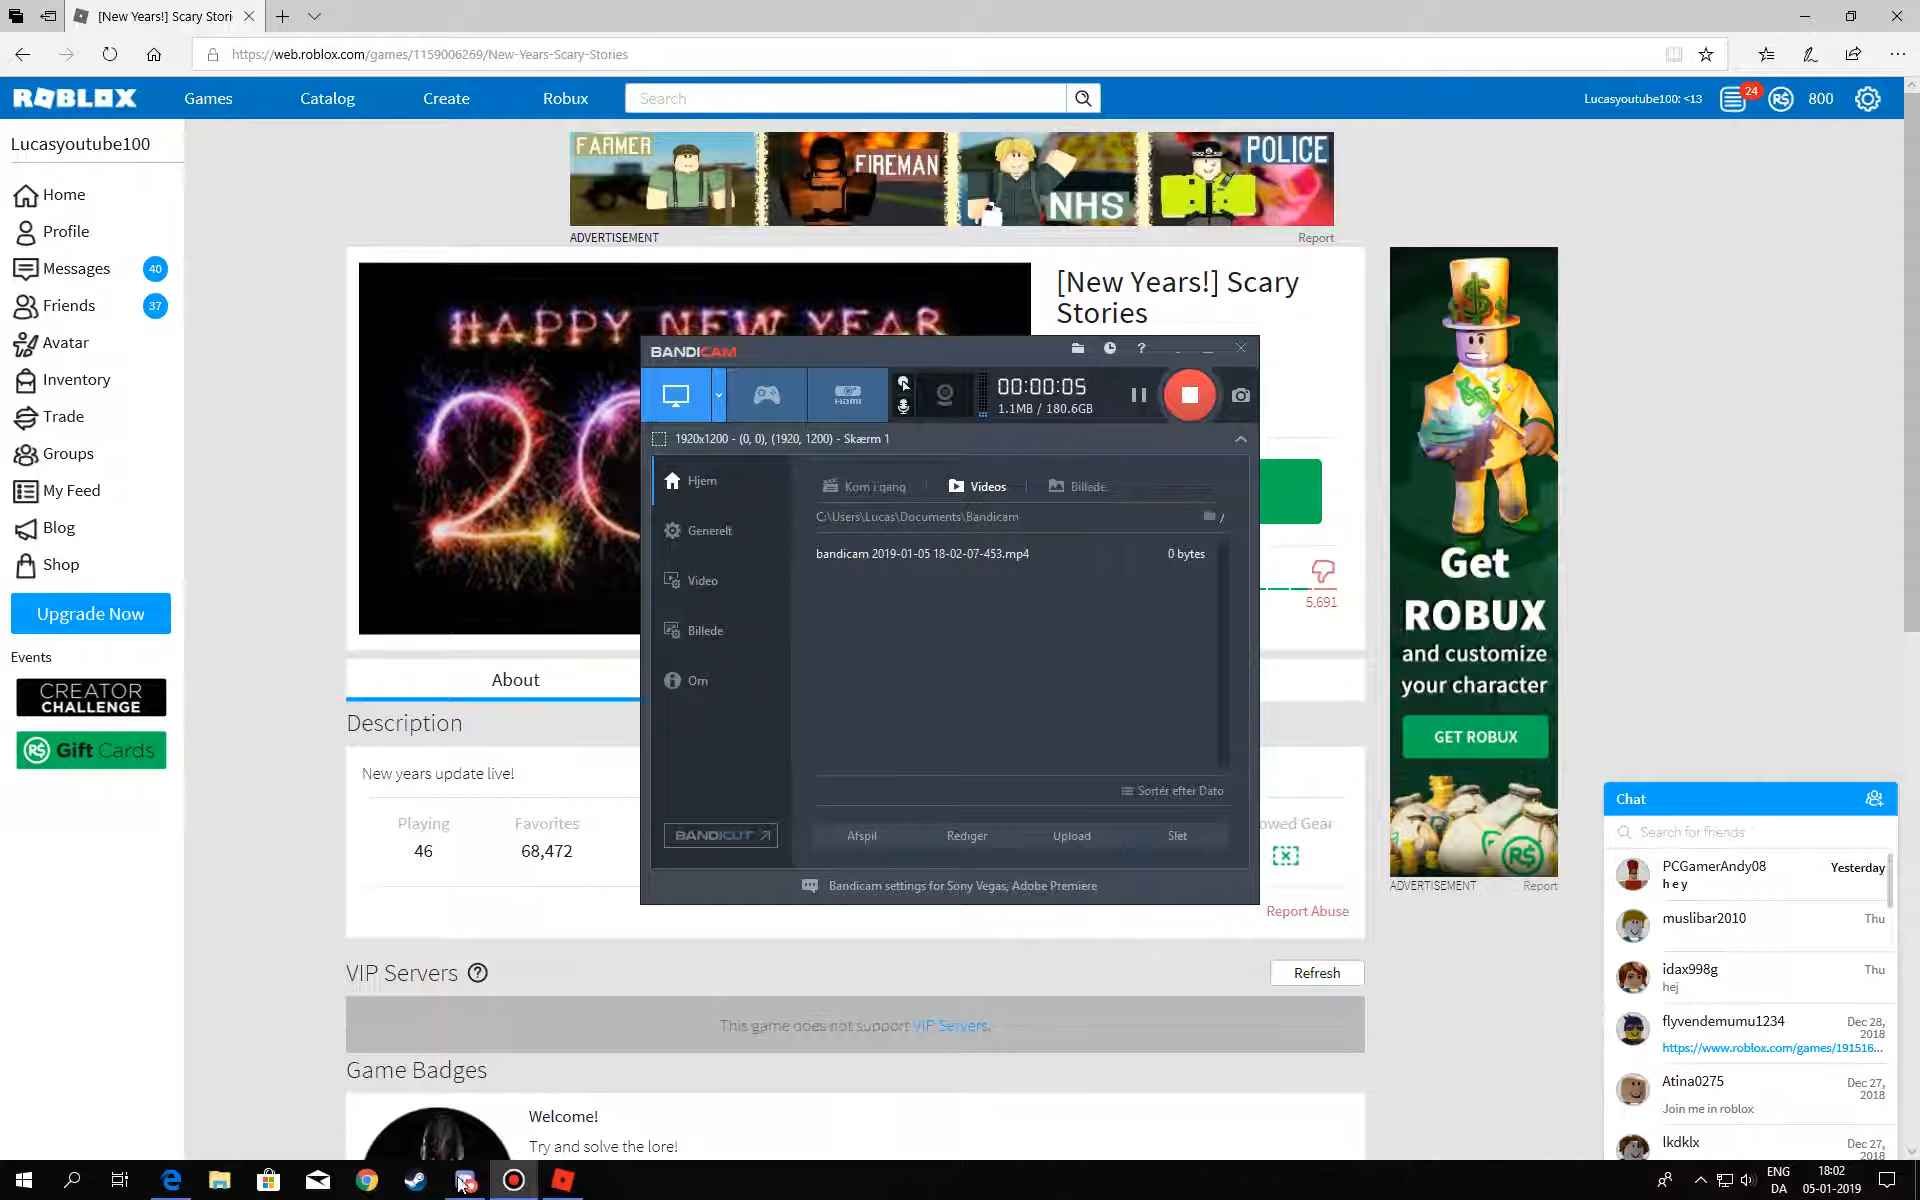 [New Years!] Scary Stori
https://web.roblox.com/games/1159006269/New-Years-Scary-Stories
ROBLOX
Games
Catalog
Create
Robux
Search
Lucasyoutube100: <13
24
800
Lucasyoutube100
Home
Profile
Messages
40
Friends
37
Avatar
Inventory
Trade
Groups
My Feed
Blog
Shop
Upgrade Now
Events
CREATOR
CHALLENGE
R$ Gift Cards
FARMER
FIREMAN
NHS
POLICE
ADVERTISEMENT
Report
HAPPY NEW YEAR
[New Years!] Scary
Stories
5,691
BANDICAM
HDMI
00:00:05
1.1MB / 180.6GB
1920x1200 - (0, 0), (1920, 1200) - Skærm 1
Hjem
Generelt
Video
Billede
Om
BANDICUT
Kom i gang
Videos
Billede
C:\Users\Lucas\Documents\Bandicam
bandicam 2019-01-05 18-02-07-453.mp4
0 bytes
Sorter efter Dato
Afspil
Rediger
Upload
Slet
Bandicam settings for Sony Vegas, Adobe Premiere
About
Description
New years update live!
Playing
46
Favorites
68,472
owed Gear
Report Abuse
VIP Servers
Refresh
This game does not support VIP Servers.
Game Badges
Welcome!
Try and solve the lore!
Get
ROBUX
and customize
your character
GET ROBUX
R$
ADVERTISEMENT
Report
Chat
Search for friends
PCGamerAndy08
Yesterday
h e y
muslibar2010
Thu
idax998g
Thu
hej
flyvendemumu1234
Dec 28,
2018
https://www.roblox.com/games/191516...
Atina0275
Dec 27,
2018
Join me in roblox
lkdklx
Dec 27,
2018
ENG
DA
18:02
05-01-2019